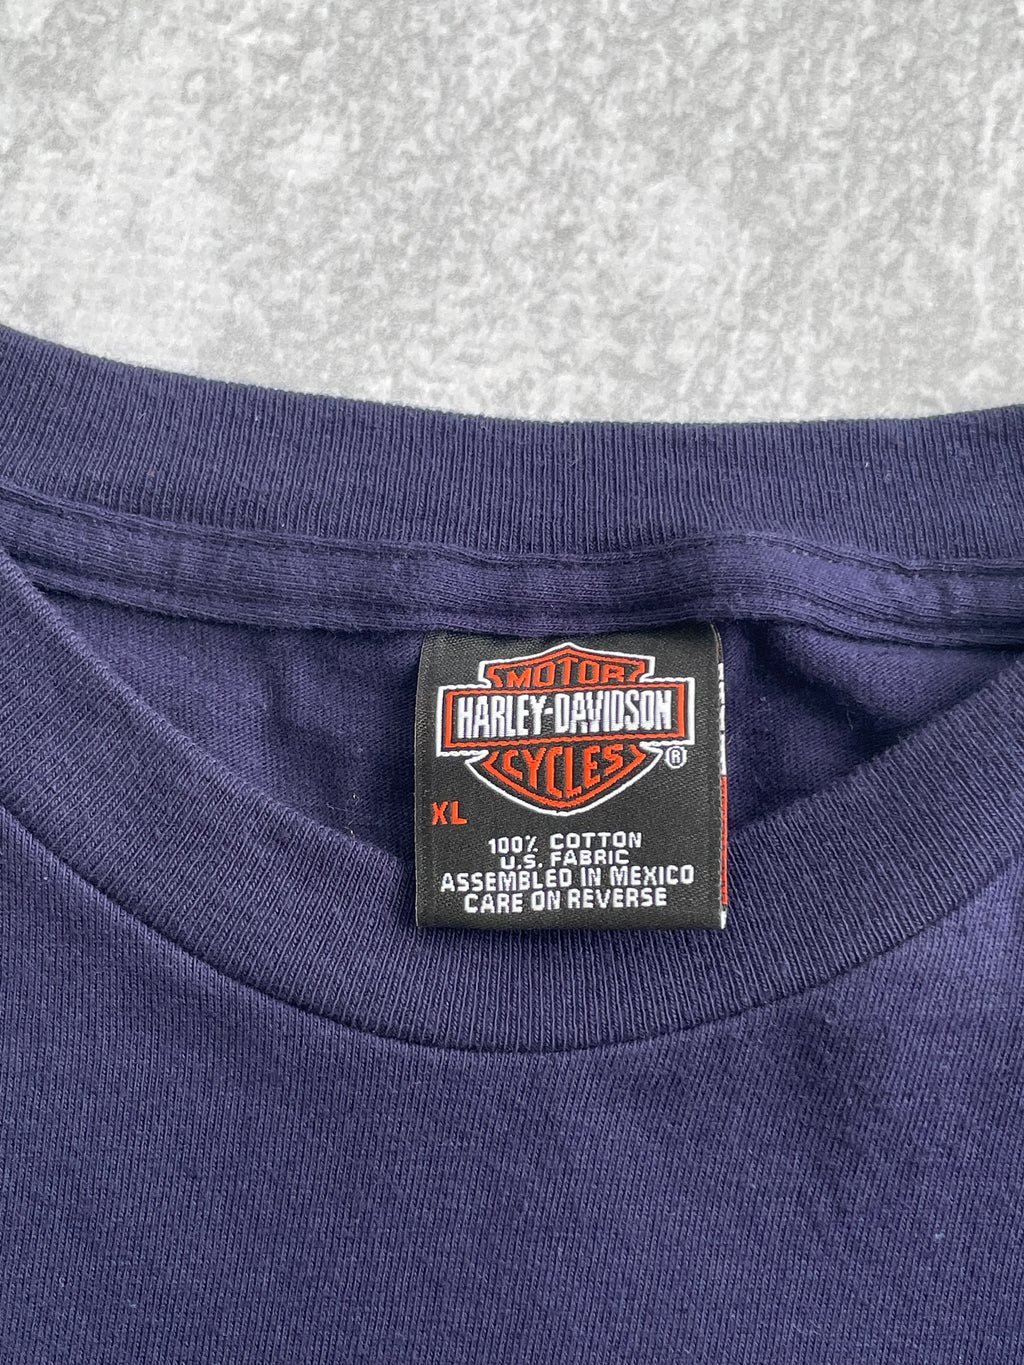 MOTOR
HARLEY-DAVIDSON
CYCLES
®
XL
100% COTTON
U.S. FABRIC
ASSEMBLED IN MEXICO
CARE ON REVERSE